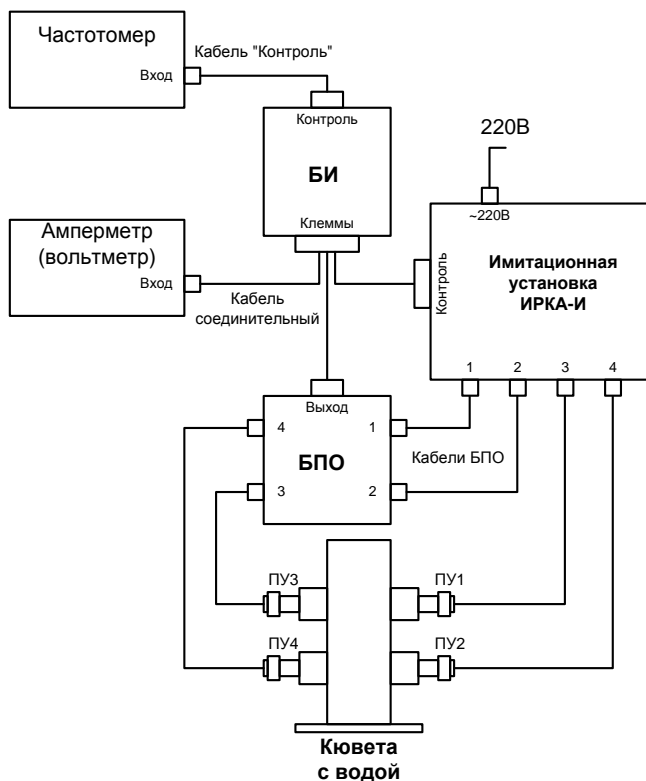 Частотомер
Вход
Кабель "Контроль"
Контроль
БИ
Клеммы
220В
~220В
Имитационная
установка
ИРКА-И
Контроль
1 2 3 4
Амперметр
(вольтметр)
Вход
Кабель
соединительный
Выход
4 1
БПО
3 2
Кабели БПО
ПУ3 ПУ1
ПУ4 ПУ2
Кювета
с водой